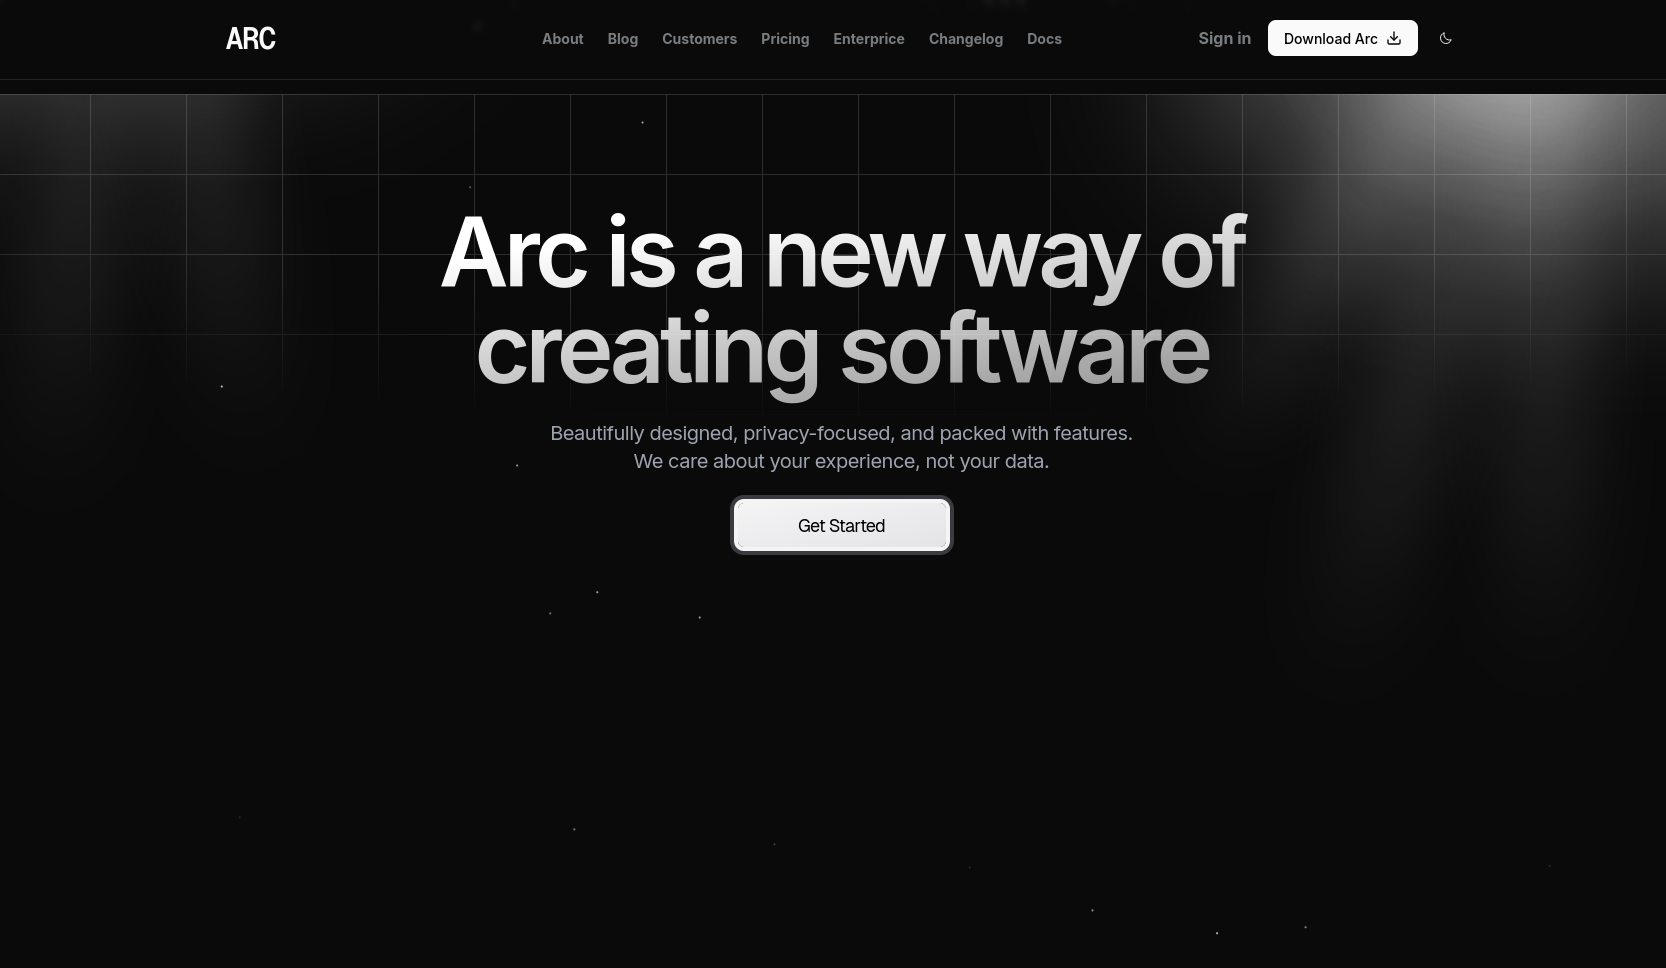 ARC
About Blog Customers Pricing Enterprice Changelog Docs
Sign in Download Arc
Arc is a new way of
creating software
Beautifully designed, privacy-focused, and packed with features.
We care about your experience, not your data.
Get Started